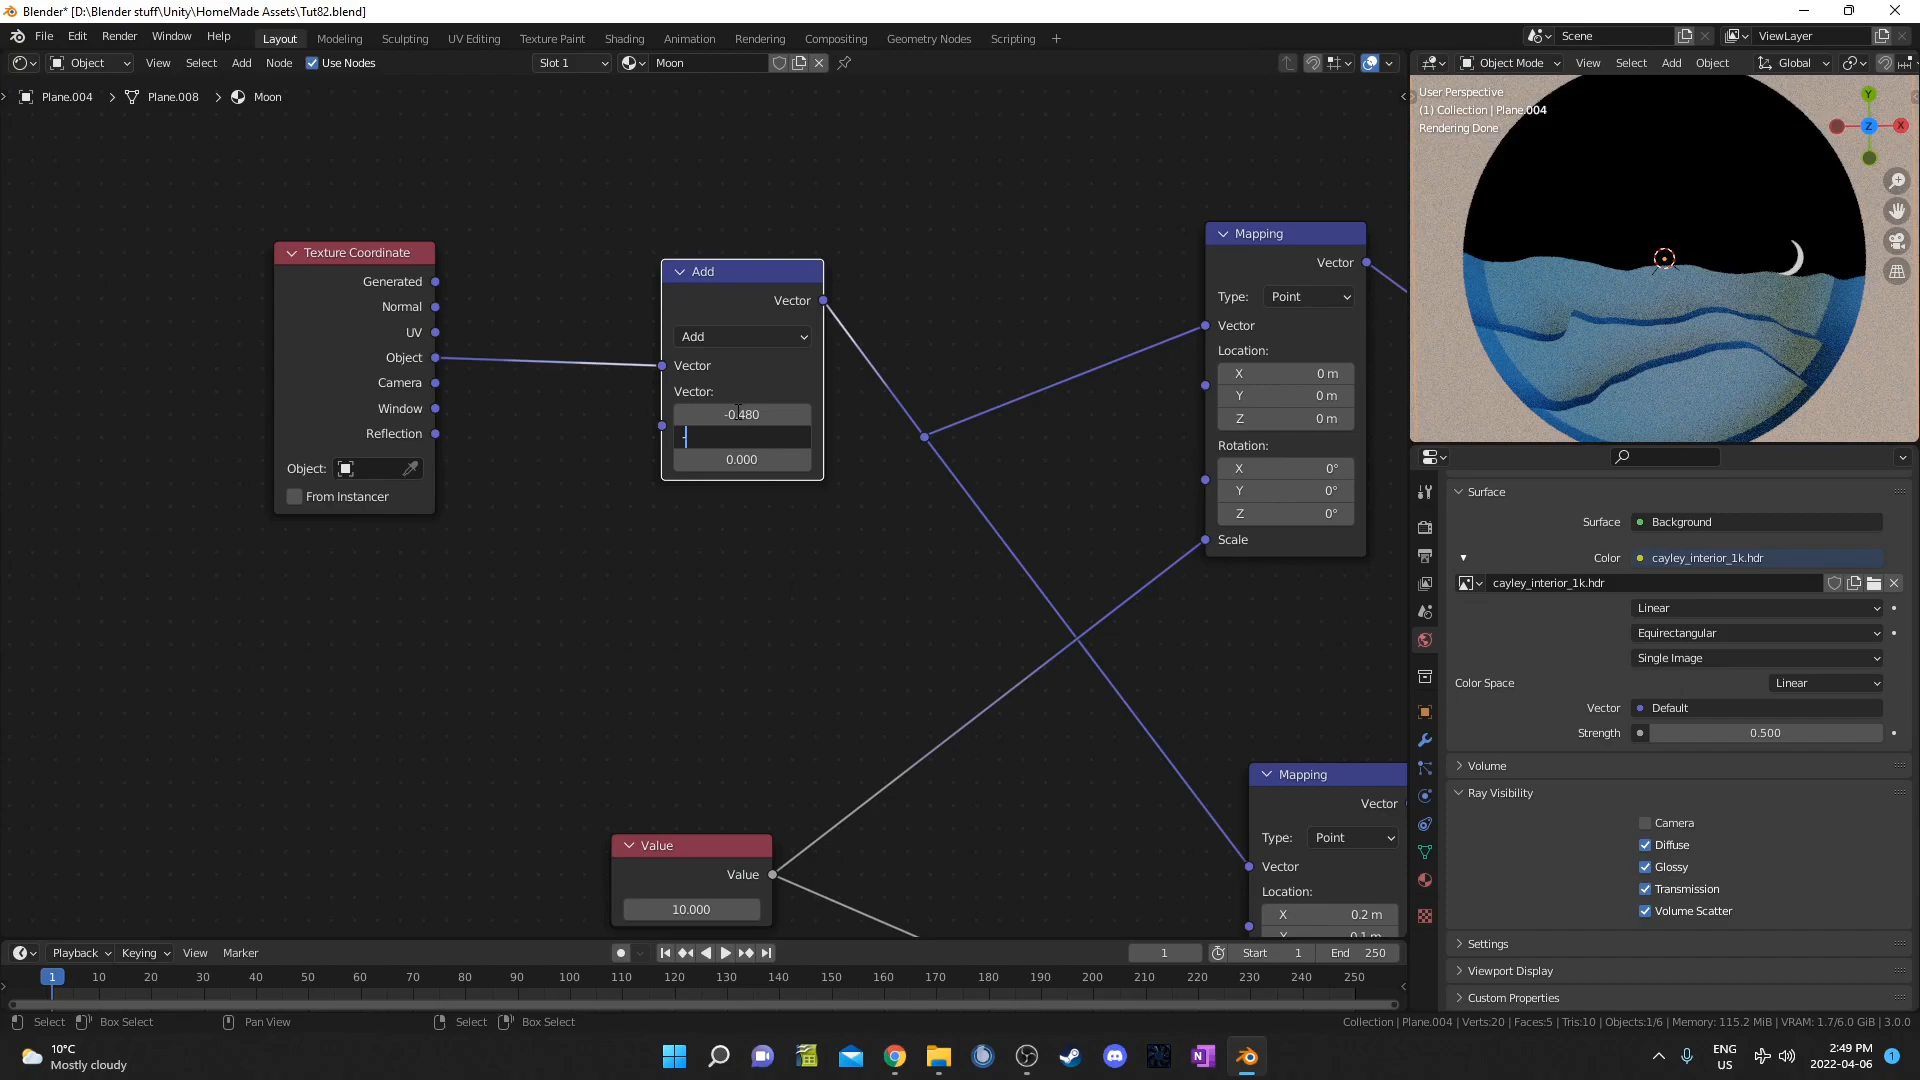 Blender* [D:\Blender stuff\Unity\HomeMade Assets\Tut82.blend]
File Edit Render Window Help Layout Modeling Sculpting UV Editing Texture Paint Shading Animation Rendering Compositing Geometry Nodes Scripting + Scene ViewLayer
Object View Select Add Node Use Nodes Slot 1 Moon Object Mode View Select Add Object Global
Plane.004 > Plane.008 > Moon
User Perspective
(1) Collection | Plane.004
Rendering Done
Y
Z
X
Texture Coordinate
Generated
Normal
UV
Object
Camera
Window
Reflection
Object:
From Instancer
Add
Vector
Add
Vector
Vector:
-0.480
-
0.000
Mapping
Vector
Type: Point
Vector
Location:
X 0 m
Y 0 m
Z 0 m
Rotation:
X 0°
Y 0°
Z 0°
Scale
Value
Value
10.000
Mapping
Vector
Type: Point
Vector
Location:
X 0.2 m
Y 0.1 m
Surface
Surface Background
Color cayley_interior_1k.hdr
cayley_interior_1k.hdr
Linear
Equirectangular
Single Image
Color Space Linear
Vector Default
Strength 0.500
Volume
Ray Visibility
Camera
Diffuse
Glossy
Transmission
Volume Scatter
Settings
Viewport Display
Custom Properties
Playback Keying View Marker 1 Start 1 End 250
1 10 20 30 40 50 60 70 80 90 100 110 120 130 140 150 160 170 180 190 200 210 220 230 240 250
Select Box Select Pan View Select Box Select Collection | Plane.004 | Verts:20 | Faces:5 | Tris:10 | Objects:1/6 | Memory: 115.2 MiB | VRAM: 1.7/6.0 GiB | 3.0.0
10°C
Mostly cloudy
ENG
US
2:49 PM
2022-04-06
1